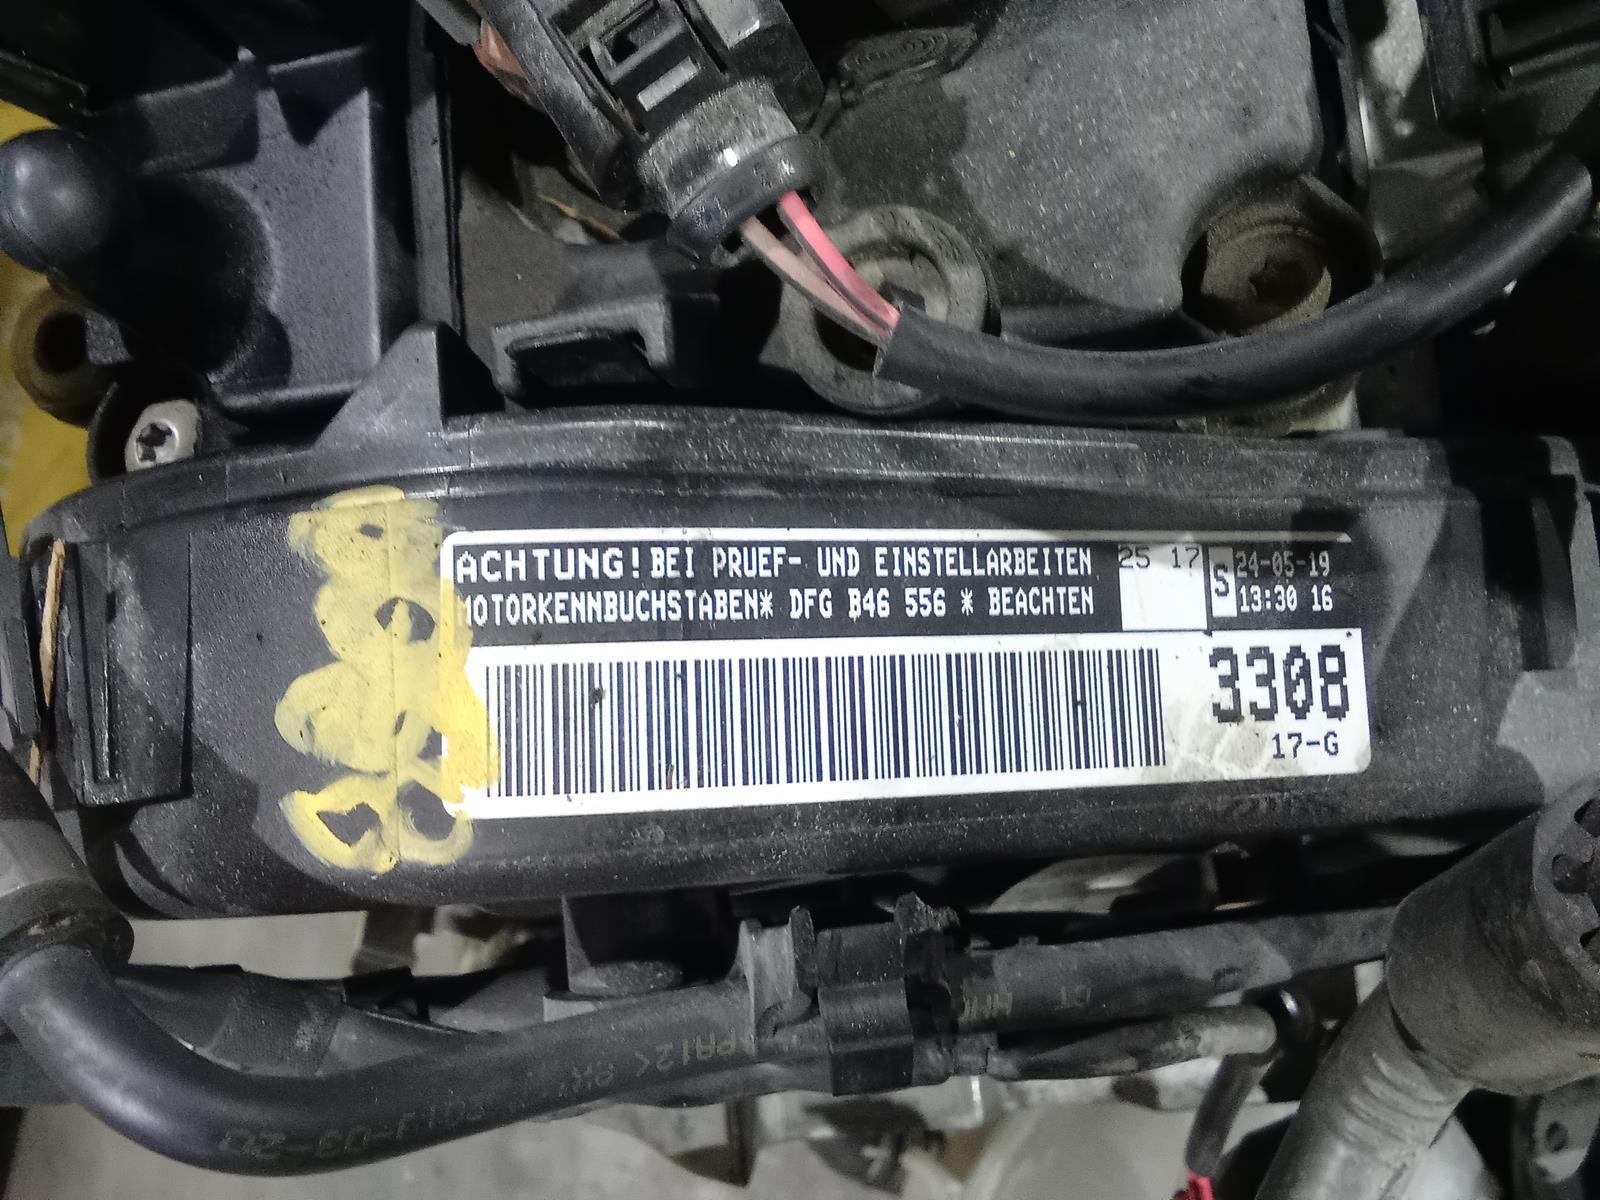 ACHTUNG! BEI PRUEF- UND EINSTELLARBEITEN
MOTORKENNBUCHSTABEN* DFG B46 556 * BEACHTEN
25 17
S
24-05-19
13:30 16
3308
17-G
PA12<